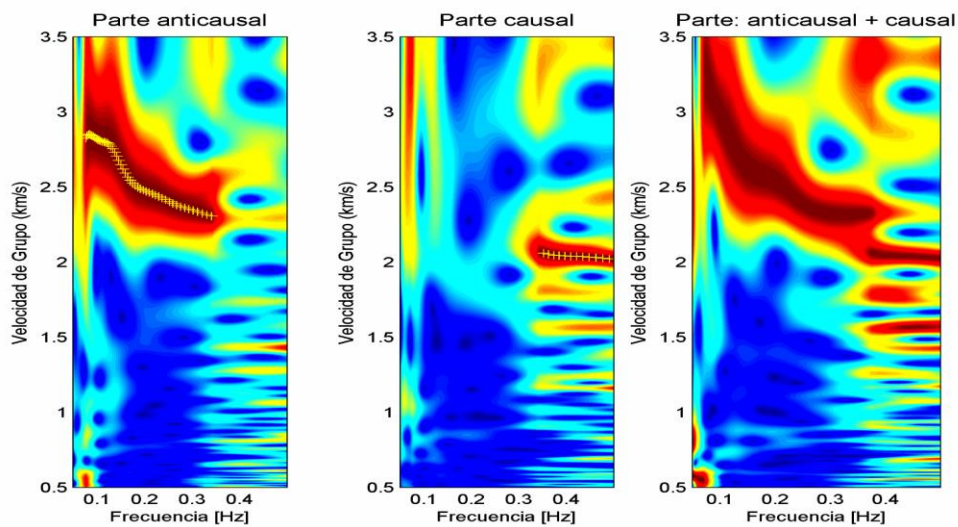 Parte anticausal
3.5
3
2.5
2
1.5
1
0.5
Velocidad de Grupo (km/s)
0.1 0.2 0.3 0.4
Frecuencia [Hz]
Parte causal
3.5
3
2.5
2
1.5
1
0.5
Velocidad de Grupo (km/s)
0.1 0.2 0.3 0.4
Frecuencia [Hz]
Parte: anticausal + causal
3.5
3
2.5
2
1.5
1
0.5
Velocidad de Grupo (km/s)
0.1 0.2 0.3 0.4
Frecuencia [Hz]